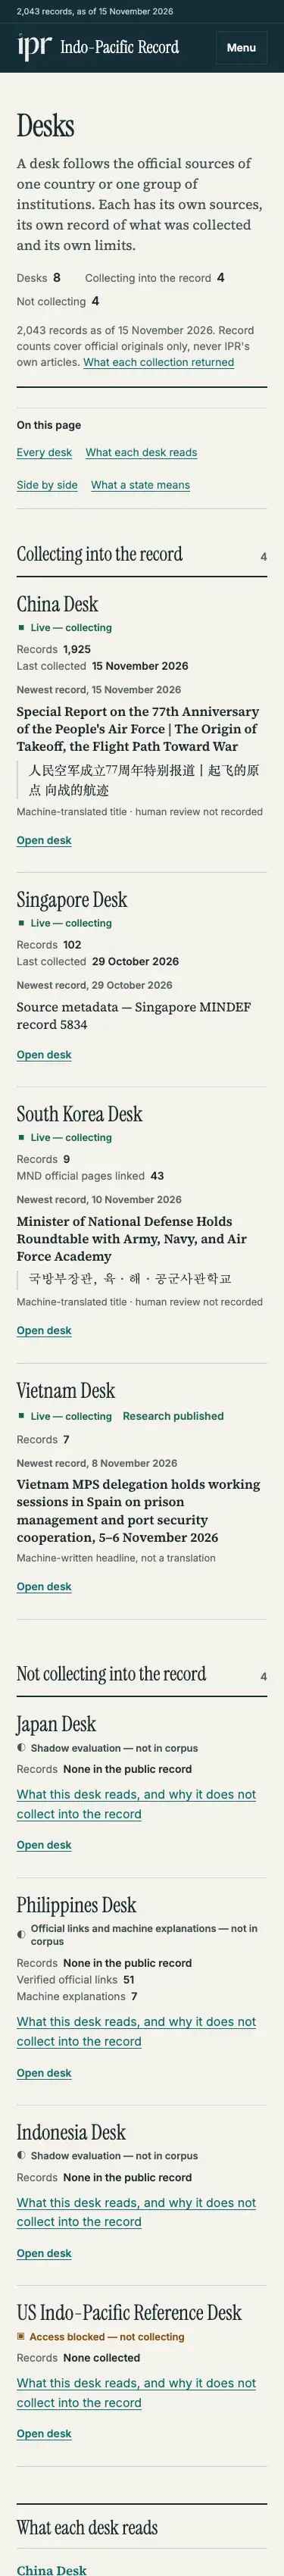 2,043 records, as of 15 November 2026
ipr Indo-Pacific Record
Menu
Desks
A desk follows the official sources of
one country or one group of
institutions. Each has its own sources,
its own record of what was collected
and its own limits.
Desks 8 Collecting into the record 4
Not collecting 4
2,043 records as of 15 November 2026. Record
counts cover official originals only, never IPR's
own articles. What each collection returned
On this page
Every desk What each desk reads
Side by side What a state means
Collecting into the record 4
China Desk
Live — collecting
Records 1,925
Last collected 15 November 2026
Newest record, 15 November 2026
Special Report on the 77th Anniversary
of the People's Air Force | The Origin of
Takeoff, the Flight Path Toward War
人民空军成立77周年特别报道丨起飞的原
点 向战的航迹
Machine-translated title · human review not recorded
Open desk
Singapore Desk
Live — collecting
Records 102
Last collected 29 October 2026
Newest record, 29 October 2026
Source metadata — Singapore MINDEF
record 5834
Open desk
South Korea Desk
Live — collecting
Records 9
MND official pages linked 43
Newest record, 10 November 2026
Minister of National Defense Holds
Roundtable with Army, Navy, and Air
Force Academy
국방부장관, 육 · 해 · 공군사관학교
Machine-translated title · human review not recorded
Open desk
Vietnam Desk
Live — collecting Research published
Records 7
Newest record, 8 November 2026
Vietnam MPS delegation holds working
sessions in Spain on prison
management and port security
cooperation, 5–6 November 2026
Machine-written headline, not a translation
Open desk
Not collecting into the record 4
Japan Desk
Shadow evaluation — not in corpus
Records None in the public record
What this desk reads, and why it does not
collect into the record
Open desk
Philippines Desk
Official links and machine explanations — not in
corpus
Records None in the public record
Verified official links 51
Machine explanations 7
What this desk reads, and why it does not
collect into the record
Open desk
Indonesia Desk
Shadow evaluation — not in corpus
Records None in the public record
What this desk reads, and why it does not
collect into the record
Open desk
US Indo-Pacific Reference Desk
Access blocked — not collecting
Records None collected
What this desk reads, and why it does not
collect into the record
Open desk
What each desk reads
China Desk